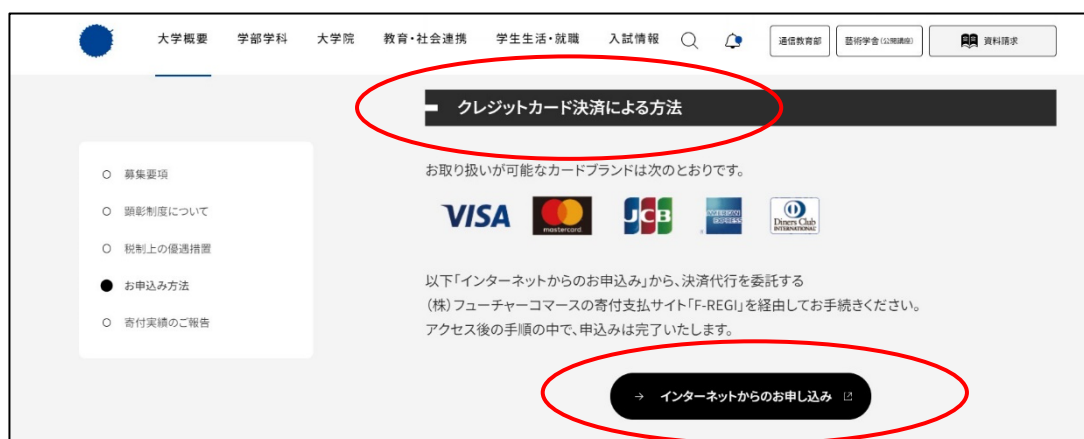 大学概要 学部学科 大学院 教育・社会連携 学生生活・就職 入試情報 通信教育部 藝術学舎(公開講座) 資料請求
クレジットカード決済による方法
募集要項
顕彰制度について
税制上の優遇措置
お申込み方法
寄付実績のご報告
お取り扱いが可能なカードブランドは次のとおりです。
VISA mastercard JCB AMERICAN EXPRESS Diners Club INTERNATIONAL
以下「インターネットからのお申込み」から、決済代行を委託する
(株)フューチャーコマースの寄付支払サイト「F-REGI」を経由してお手続きください。
アクセス後の手順の中で、申込みは完了いたします。
→ インターネットからのお申し込み